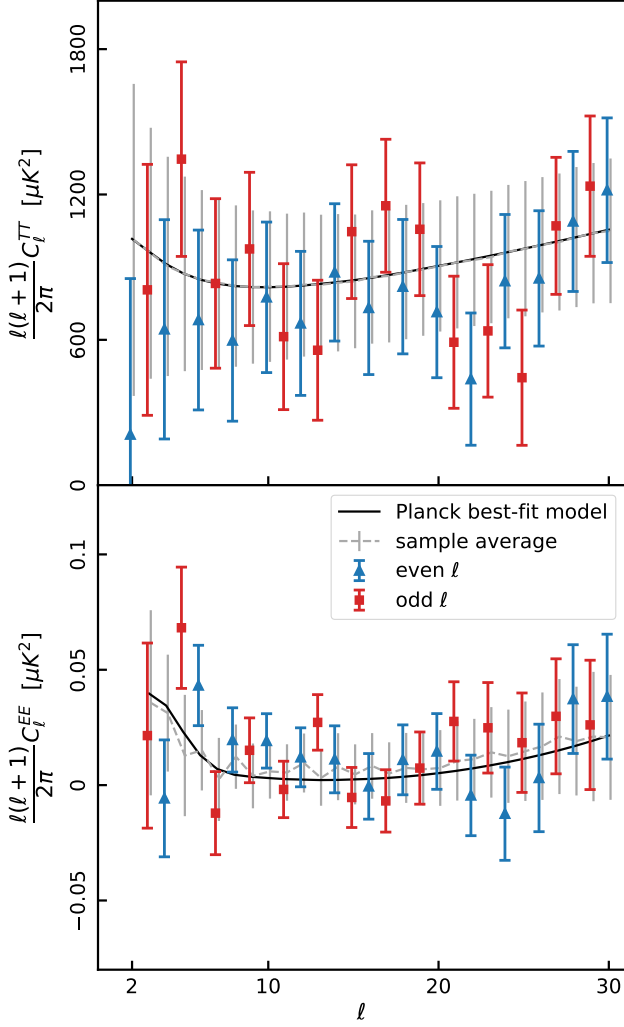 1800
1200
600
0
ℓ(ℓ + 1)/2π C_ℓ^{TT} [μK²]
Planck best-fit model
sample average
even ℓ
odd ℓ
0.1
0.05
0
−0.05
ℓ(ℓ + 1)/2π C_ℓ^{EE} [μK²]
2 10 20 30
ℓ